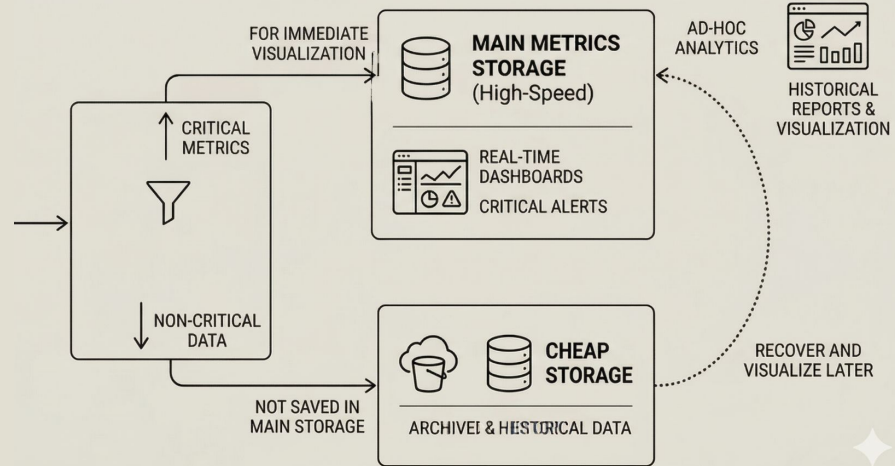 FOR IMMEDIATE
VISUALIZATION
CRITICAL
METRICS
NON-CRITICAL
DATA
NOT SAVED IN
MAIN STORAGE
MAIN METRICS
STORAGE
(High-Speed)
REAL-TIME
DASHBOARDS
CRITICAL ALERTS
CHEAP
STORAGE
& HISTORICAL DATA
AD-HOC
ANALYTICS
HISTORICAL
REPORTS &
VISUALIZATION
RECOVER AND
VISUALIZE LATER